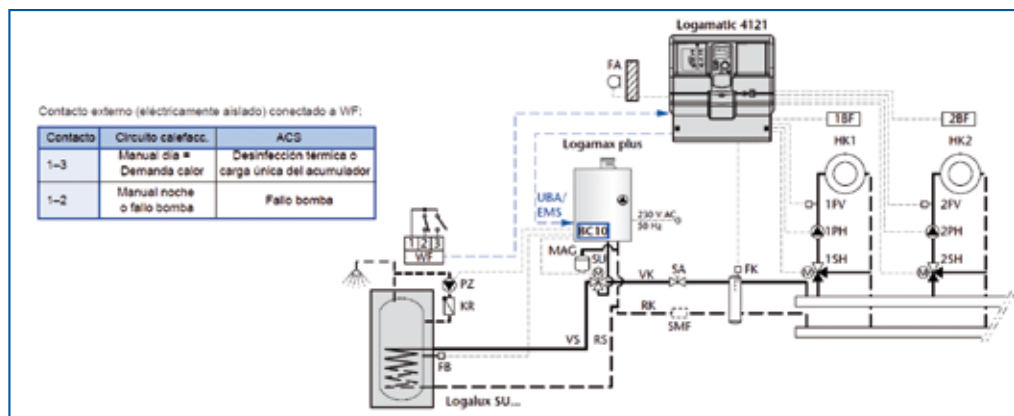 Logamatic 4121
FA
Contacto externo (eléctricamente aislado) conectado a WF:
Contacto Circuito calefacc. ACS
1–3 Manual día = Demanda calor Desinfección térmica o carga única del acumulador
1–2 Manual noche o fallo bomba Fallo bomba
1BF 2BF
HK1 HK2
Logamax plus
UBA/
EMS
BC10
230 V AC
50 Hz
1FV 2FV
1PH 2PH
1SH 2SH
M M
1 2 3
WF
MAG SU
M
VK SA FK
PZ
KR
RK
SMF
VS RS
FB
Logalux SU...